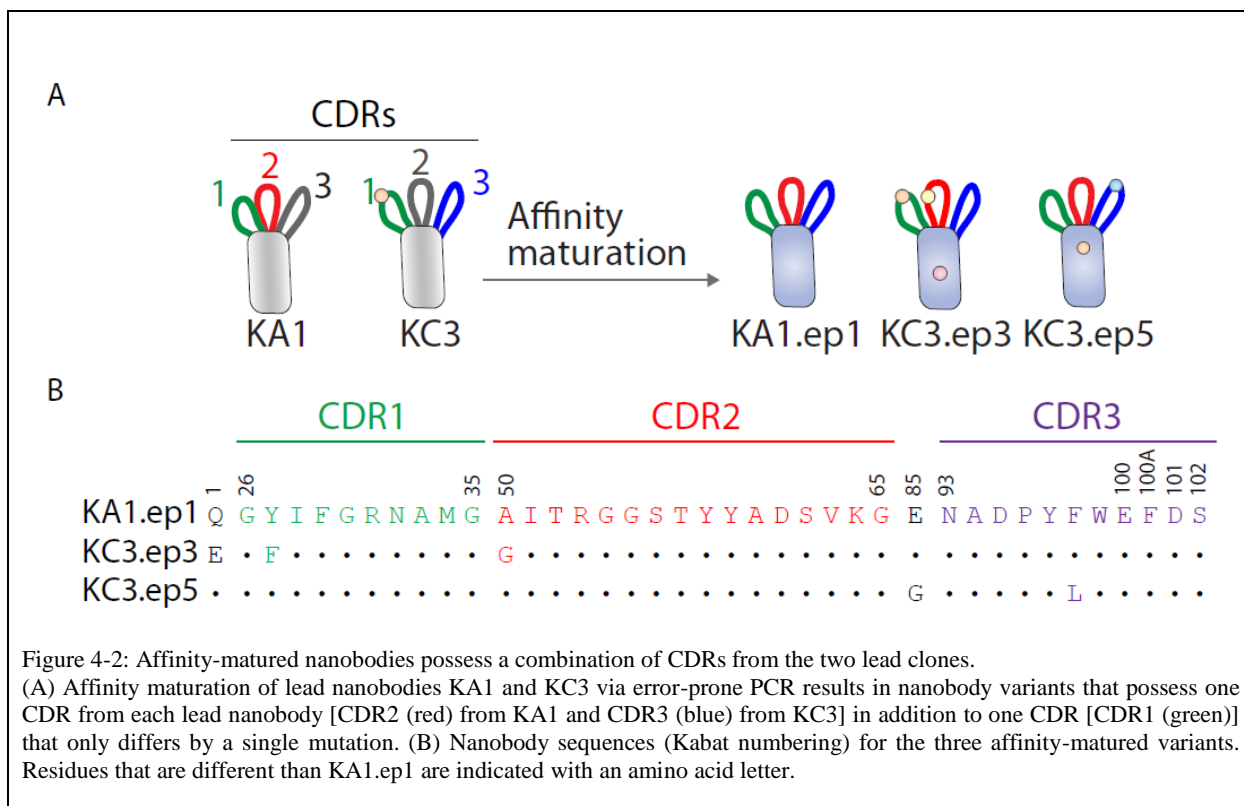 A
CDRs
1 2 3 1 2 3
Affinity
maturation
KA1 KC3 KA1.ep1 KC3.ep3 KC3.ep5
B
CDR1 CDR2 CDR3
1 26 35 50 65 85 93 100 100A 101 102
KA1.ep1 Q G Y I F G R N A M G A I T R G G S T Y Y A D S V K G E N A D P Y F W E F D S
KC3.ep3 E · F · · · · · · · · G · · · · · · · · · · · · · · · · · · · · · · · · · · ·
KC3.ep5 · · · · · · · · · · · · · · · · · · · · · · · · · · · G · · · · · L · · · · ·
Figure 4-2: Affinity-matured nanobodies possess a combination of CDRs from the two lead clones.
(A) Affinity maturation of lead nanobodies KA1 and KC3 via error-prone PCR results in nanobody variants that possess one
CDR from each lead nanobody [CDR2 (red) from KA1 and CDR3 (blue) from KC3] in addition to one CDR [CDR1 (green)]
that only differs by a single mutation. (B) Nanobody sequences (Kabat numbering) for the three affinity-matured variants.
Residues that are different than KA1.ep1 are indicated with an amino acid letter.